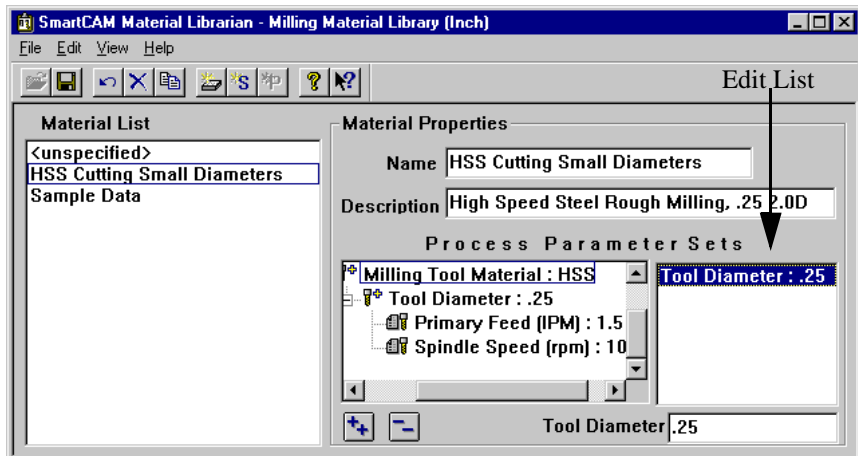 SmartCAM Material Librarian - Milling Material Library (Inch)
File Edit View Help
*S *P ? ?
Edit List
Material List
<unspecified>
HSS Cutting Small Diameters
Sample Data
Material Properties
Name HSS Cutting Small Diameters
Description High Speed Steel Rough Milling, .25 2.0D
Process Parameter Sets
Milling Tool Material : HSS
Tool Diameter : .25
Primary Feed (IPM) : 1.5
Spindle Speed (rpm) : 10
Tool Diameter : .25
Tool Diameter .25